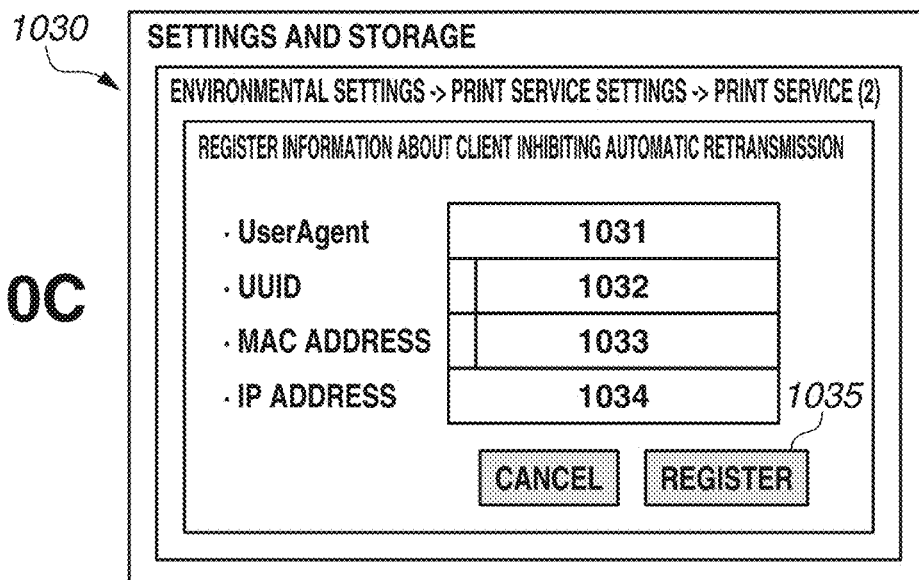 1030
SETTINGS AND STORAGE
ENVIRONMENTAL SETTINGS -> PRINT SERVICE SETTINGS -> PRINT SERVICE (2)
REGISTER INFORMATION ABOUT CLIENT INHIBITING AUTOMATIC RETRANSMISSION
· UserAgent 1031
· UUID 1032
· MAC ADDRESS 1033
· IP ADDRESS 1034
1035
CANCEL REGISTER
0C